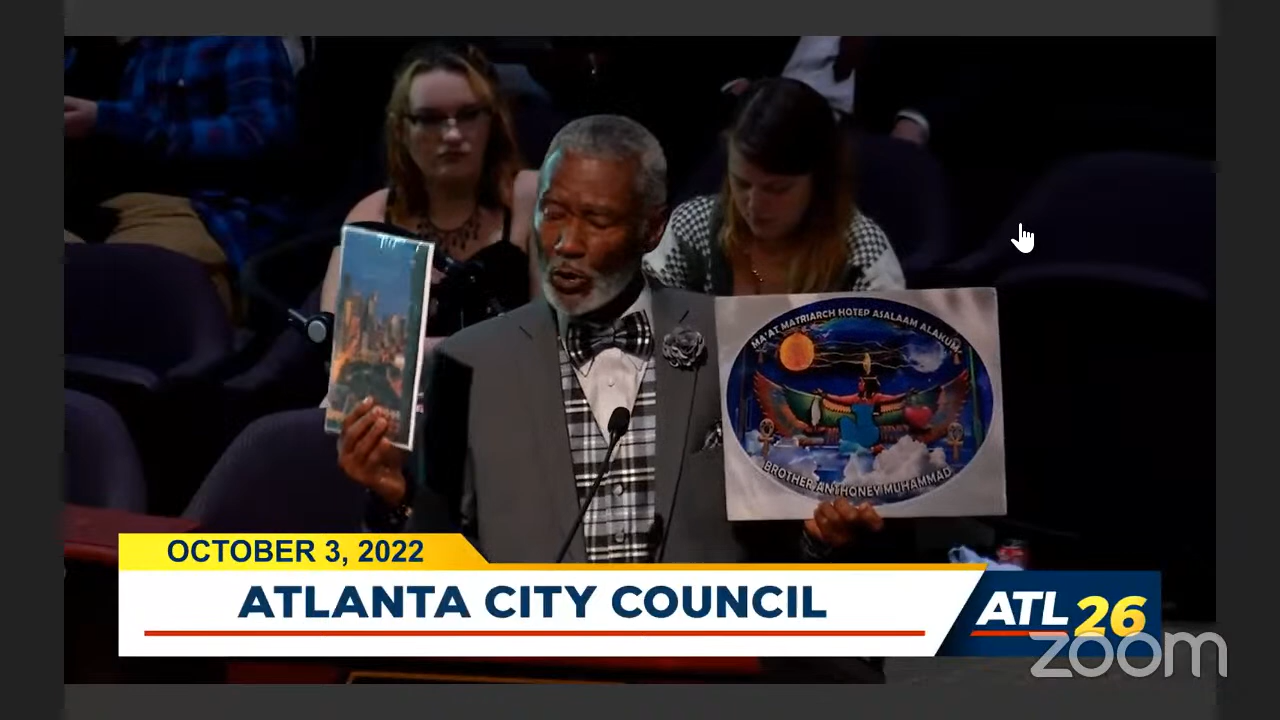 MA'AT MATRIARCH HOTEP ASALAAM ALAKUM
BROTHER ANTHONEY MUHAMMAD
OCTOBER 3, 2022
ATLANTA CITY COUNCIL
ATL 26
zoom